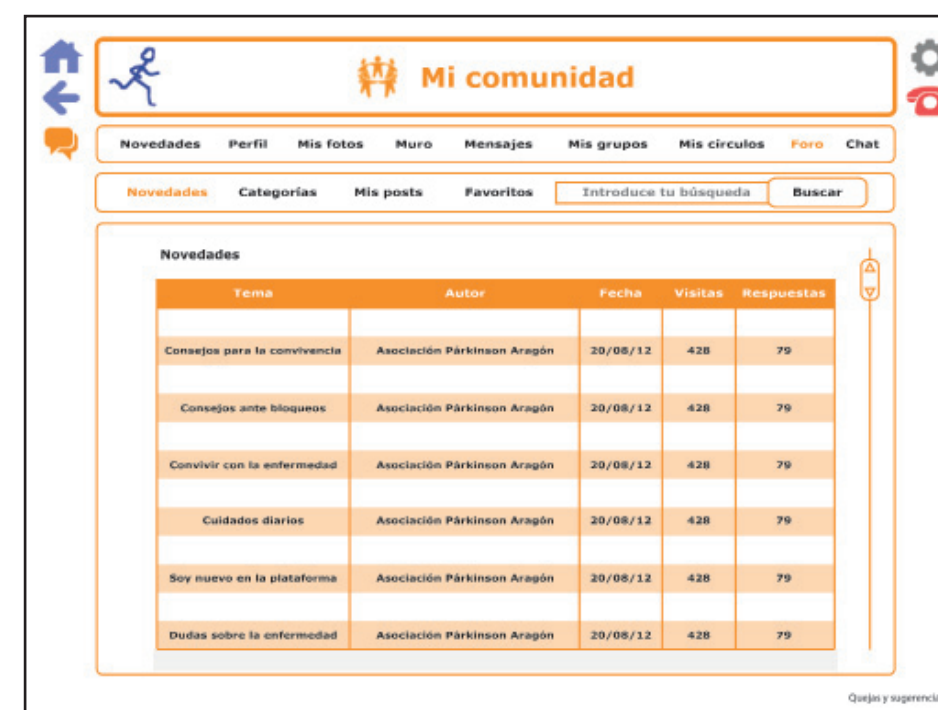 Mi comunidad
Novedades Perfil Mis fotos Muro Mensajes Mis grupos Mis circulos Foro Chat
Novedades Categorías Mis posts Favoritos Introduce tu búsqueda Buscar
Novedades
Tema Autor Fecha Visitas Respuestas
Consejos para la convivencia Asociación Párkinson Aragón 20/08/12 428 79
Consejos ante bloqueos Asociación Párkinson Aragón 20/08/12 428 79
Convivir con la enfermedad Asociación Párkinson Aragón 20/08/12 428 79
Cuidados diarios Asociación Párkinson Aragón 20/08/12 428 79
Soy nuevo en la plataforma Asociación Párkinson Aragón 20/08/12 428 79
Dudas sobre la enfermedad Asociación Párkinson Aragón 20/08/12 428 79
Quejas y sugerencia